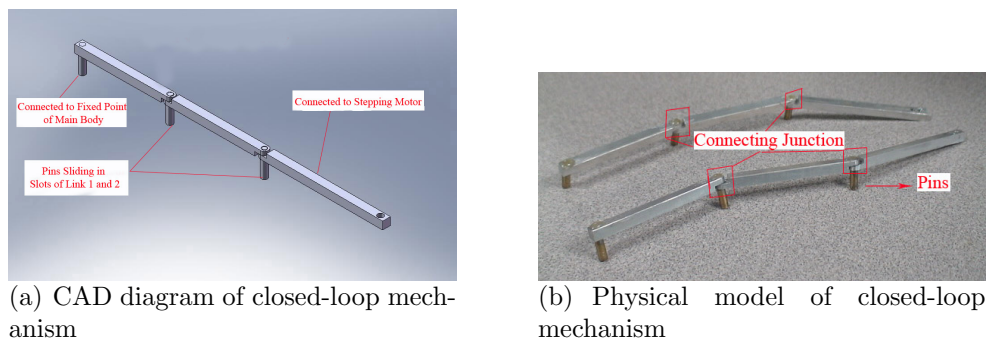 Connected to Fixed Point
of Main Body
Connected to Stepping Motor
Pins Sliding in
Slots of Link 1 and 2
(a) CAD diagram of closed-loop mech-
anism
Connecting Junction
Pins
(b) Physical model of closed-loop
mechanism